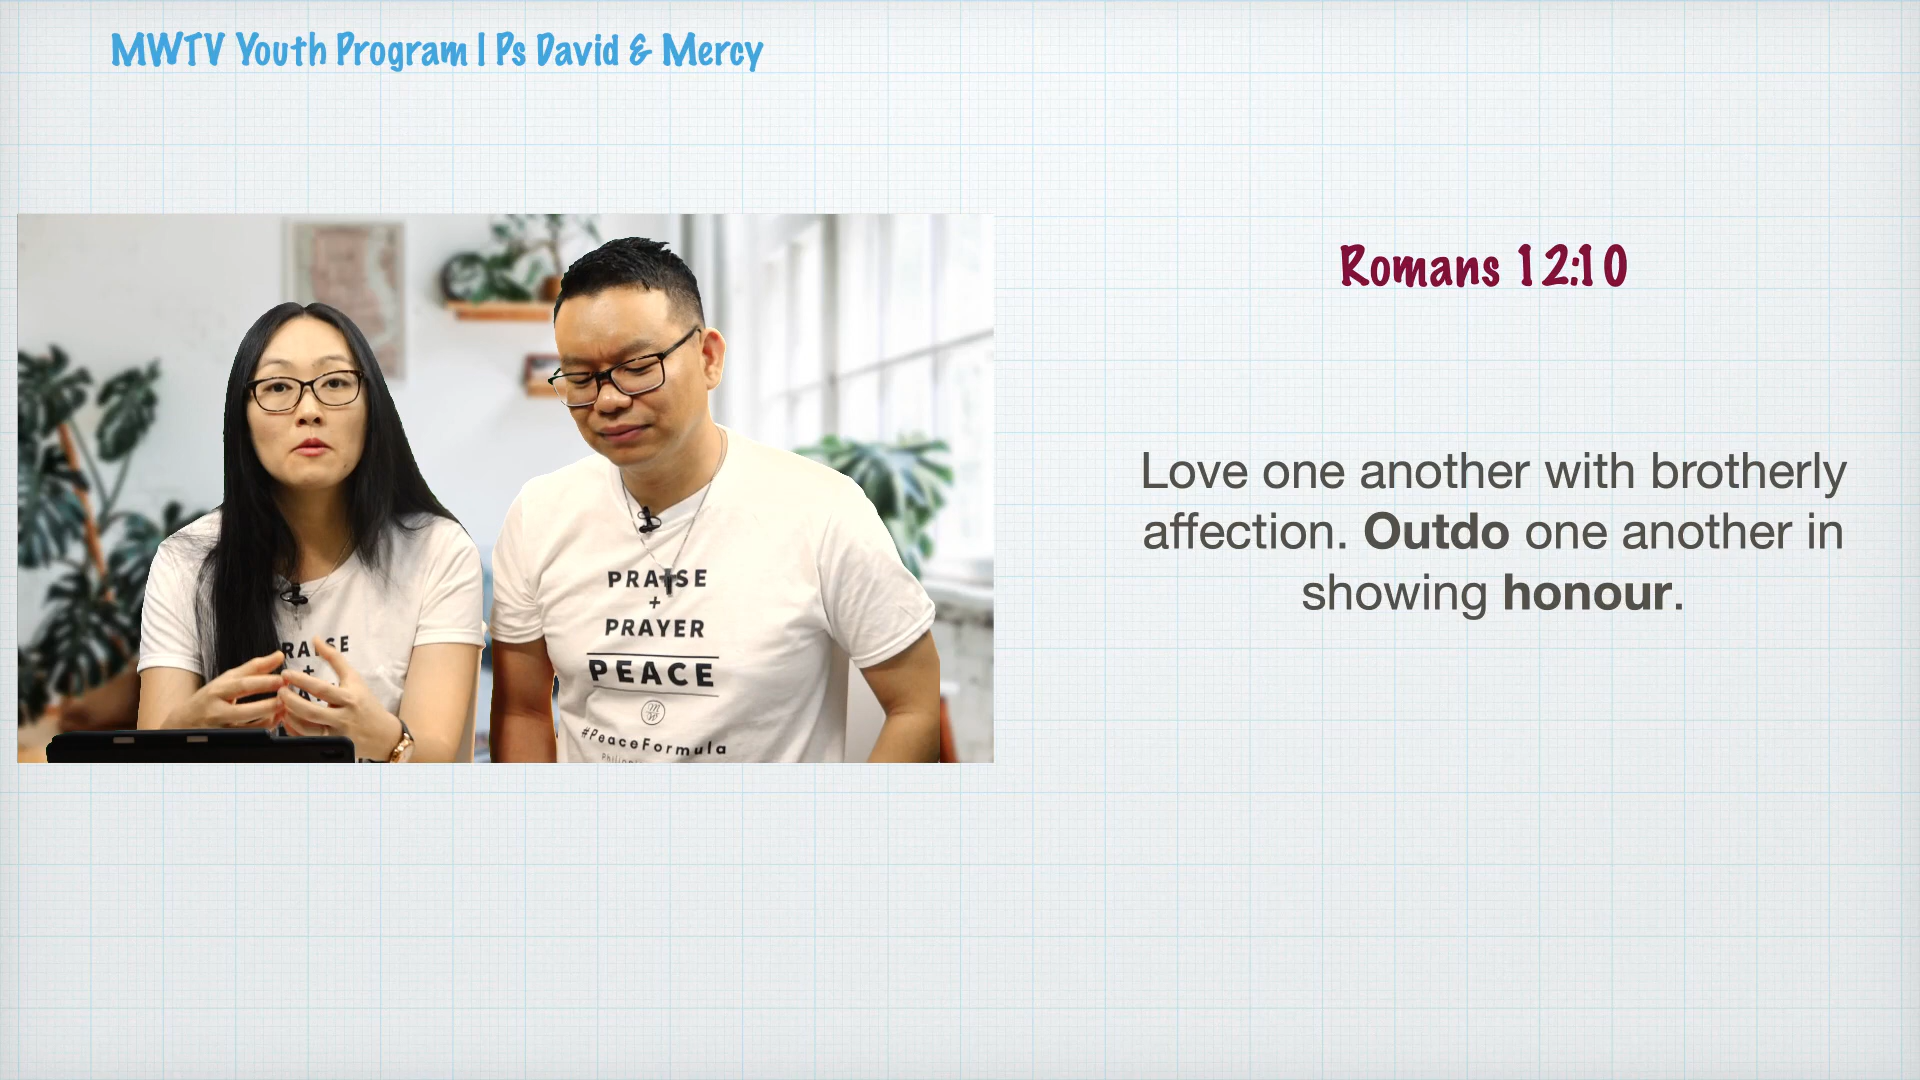 MWTV Youth Program | Ps David & Mercy
Romans 12:10
Love one another with brotherly
affection. Outdo one another in
showing honour.
PRAISE
+
PRAYER
PEACE
#PeaceFormula
RAISE
+